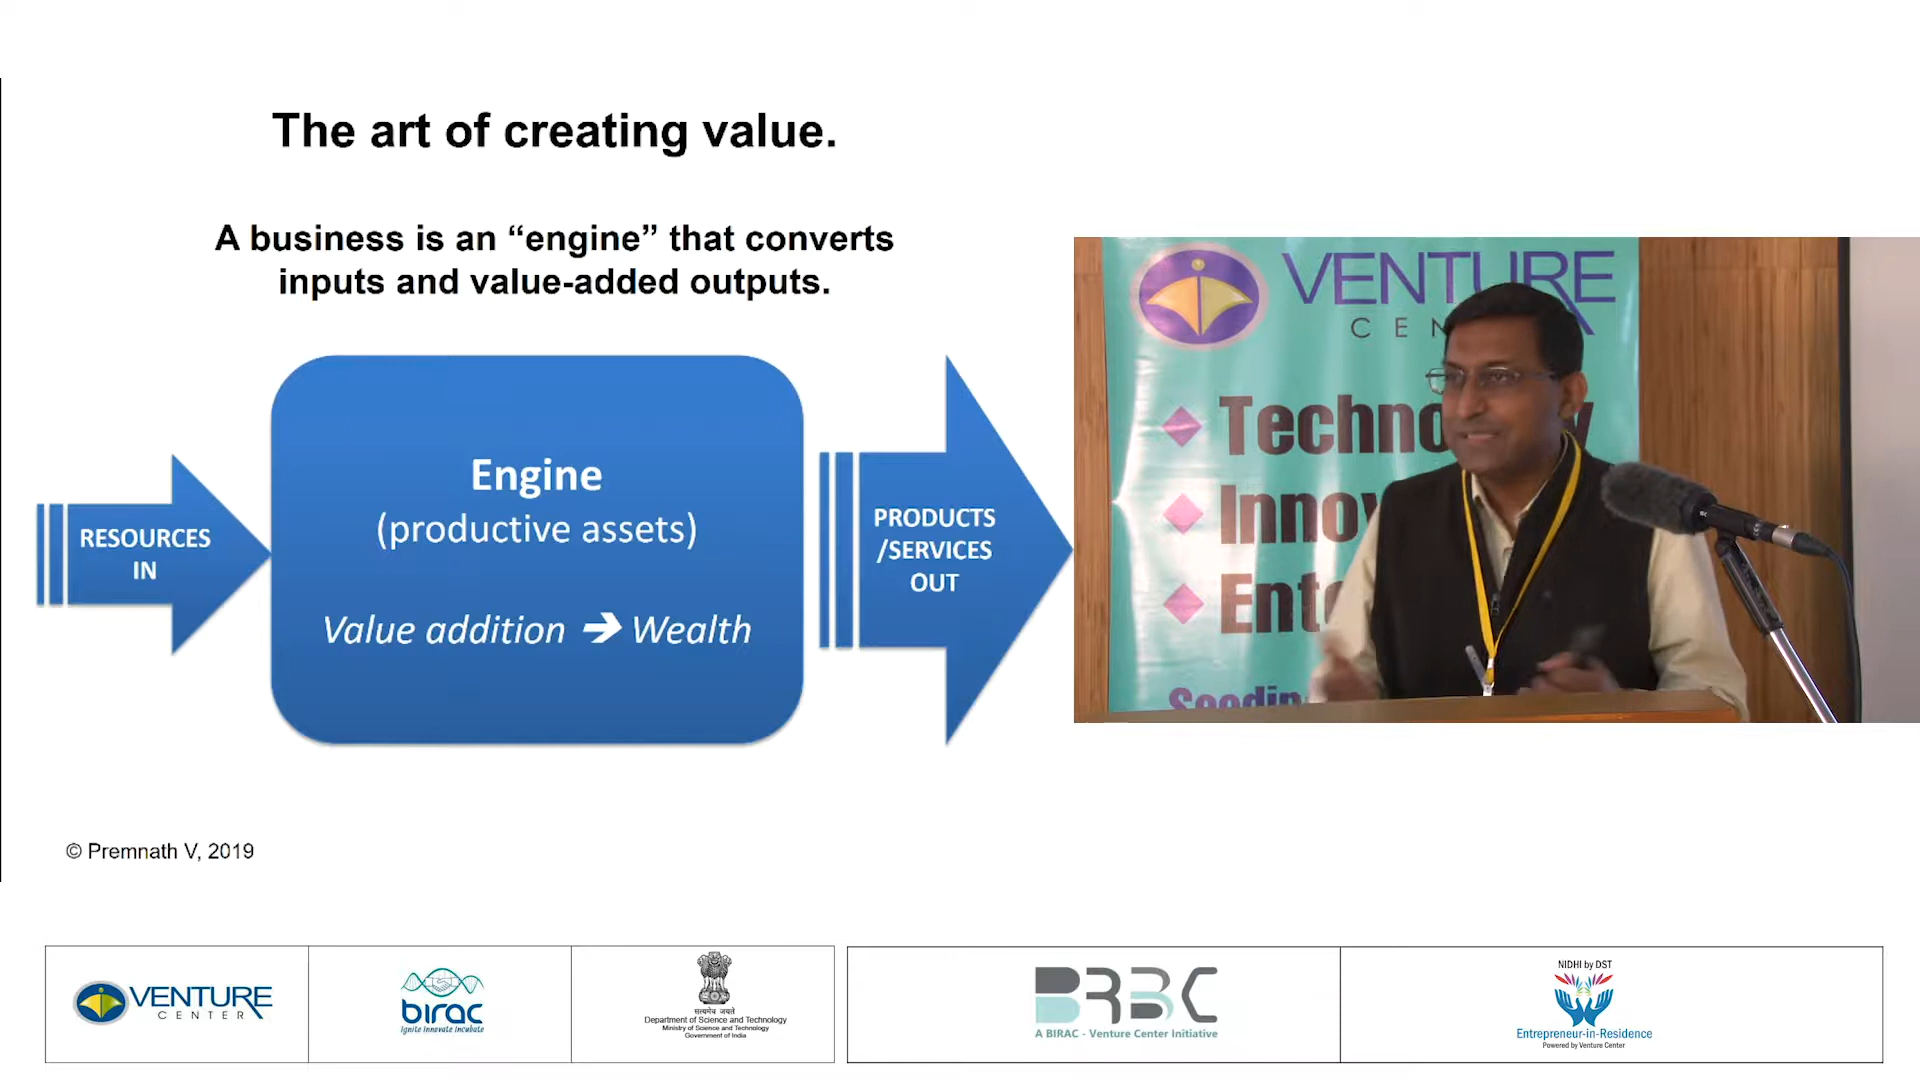 The art of creating value.
A business is an “engine” that converts
inputs and value-added outputs.
RESOURCES
IN
Engine
(productive assets)
Value addition ➔ Wealth
PRODUCTS
/SERVICES
OUT
VENTURE
CEN
Techno y
Innov
Ente
Seedin
© Premnath V, 2019
VENTURE
CENTER
birac
Ignite Innovate Incubate
सत्यमेव जयते
Department of Science and Technology
Ministry of Science and Technology
Government of India
BRBC
A BIRAC - Venture Center Initiative
NIDHI by DST
Entrepreneur-in-Residence
Powered by Venture Center